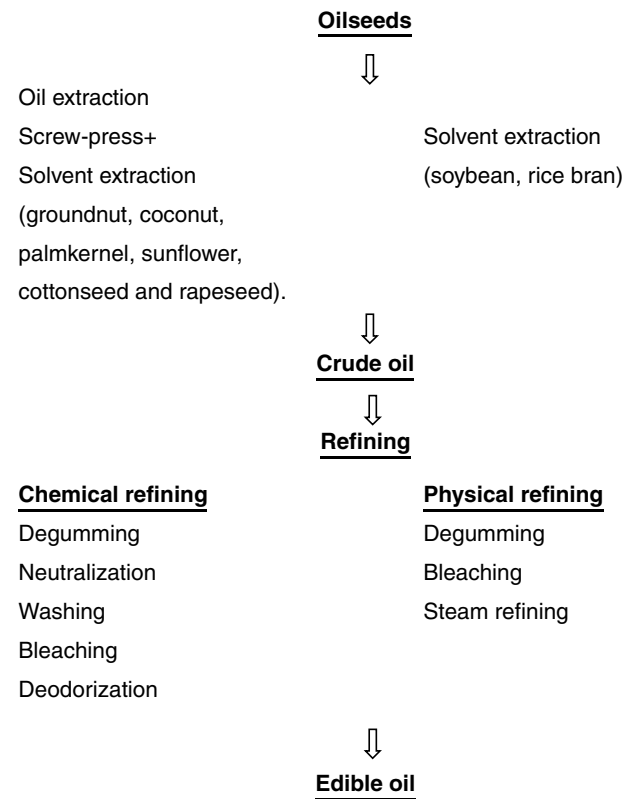 Oilseeds
⇩
Oil extraction
Screw-press+
Solvent extraction
(groundnut, coconut,
palmkernel, sunflower,
cottonseed and rapeseed).
Solvent extraction
(soybean, rice bran)
⇩
Crude oil
⇩
Refining
Chemical refining
Degumming
Neutralization
Washing
Bleaching
Deodorization
Physical refining
Degumming
Bleaching
Steam refining
⇩
Edible oil